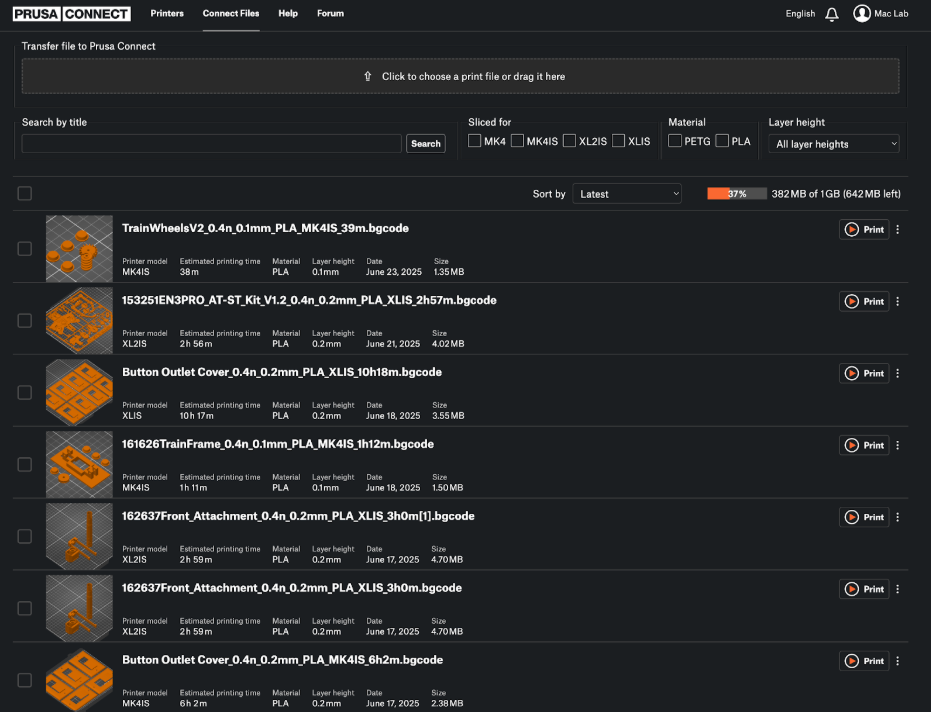 PRUSA CONNECT Printers Connect Files Help Forum English Mac Lab
Transfer file to Prusa Connect
Click to choose a print file or drag it here
Search by title
Search
Sliced for
MK4 MK4IS XL2IS XLIS
Material
PETG PLA
Layer height
All layer heights
Sort by Latest 37% 382 MB of 1 GB (642 MB left)
TrainWheelsV2_0.4n_0.1mm_PLA_MK4IS_39m.bgcode
Print
Printer model Estimated printing time Material Layer height Date Size
MK4IS 38 m PLA 0.1 mm June 23, 2025 1.35 MB
153251EN3PRO_AT-ST_Kit_V1.2_0.4n_0.2mm_PLA_XLIS_2h57m.bgcode
Print
Printer model Estimated printing time Material Layer height Date Size
XL2IS 2 h 56 m PLA 0.2 mm June 21, 2025 4.02 MB
Button Outlet Cover_0.4n_0.2mm_PLA_XLIS_10h18m.bgcode
Print
Printer model Estimated printing time Material Layer height Date Size
XLIS 10 h 17 m PLA 0.2 mm June 18, 2025 3.55 MB
161626TrainFrame_0.4n_0.1mm_PLA_MK4IS_1h12m.bgcode
Print
Printer model Estimated printing time Material Layer height Date Size
MK4IS 1 h 11 m PLA 0.1 mm June 18, 2025 1.50 MB
162637Front_Attachment_0.4n_0.2mm_PLA_XLIS_3h0m[1].bgcode
Print
Printer model Estimated printing time Material Layer height Date Size
XL2IS 2 h 59 m PLA 0.2 mm June 17, 2025 4.70 MB
162637Front_Attachment_0.4n_0.2mm_PLA_XLIS_3h0m.bgcode
Print
Printer model Estimated printing time Material Layer height Date Size
XL2IS 2 h 59 m PLA 0.2 mm June 17, 2025 4.70 MB
Button Outlet Cover_0.4n_0.2mm_PLA_MK4IS_6h2m.bgcode
Print
Printer model Estimated printing time Material Layer height Date Size
MK4IS 6 h 2 m PLA 0.2 mm June 17, 2025 2.38 MB